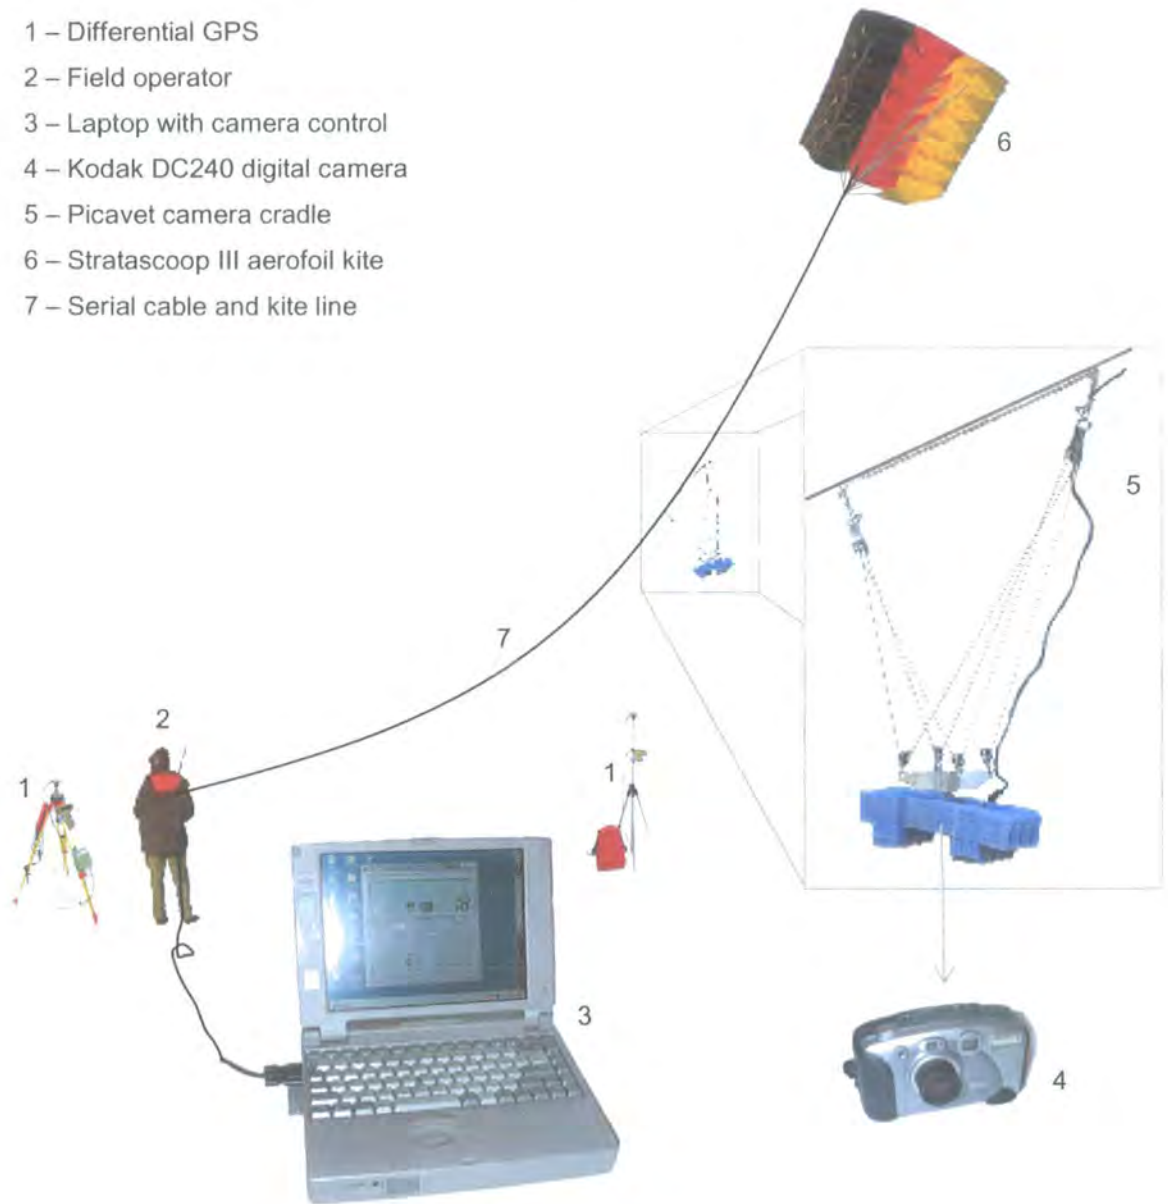 1 – Differential GPS
2 – Field operator
3 – Laptop with camera control
4 – Kodak DC240 digital camera
5 – Picavet camera cradle
6 – Stratascoop III aerofoil kite
7 – Serial cable and kite line
6
5
7
2
1
1
3
4